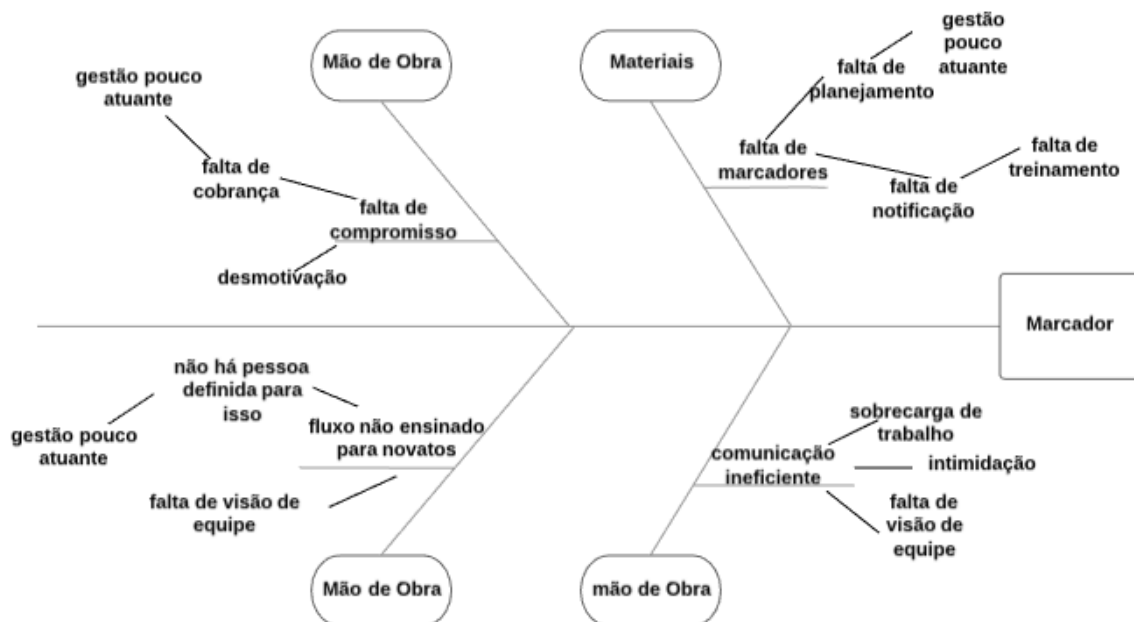 Mão de Obra
Materiais
gestão
pouco
atuante
gestão pouco
atuante
falta de
planejamento
falta de
cobrança
falta de
marcadores
falta de
treinamento
falta de
notificação
falta de
compromisso
desmotivação
Marcador
não há pessoa
definida para
isso
gestão pouco
atuante
fluxo não ensinado
para novatos
falta de visão de
equipe
sobrecarga de
trabalho
comunicação
ineficiente
intimidação
falta de
visão de
equipe
Mão de Obra
mão de Obra